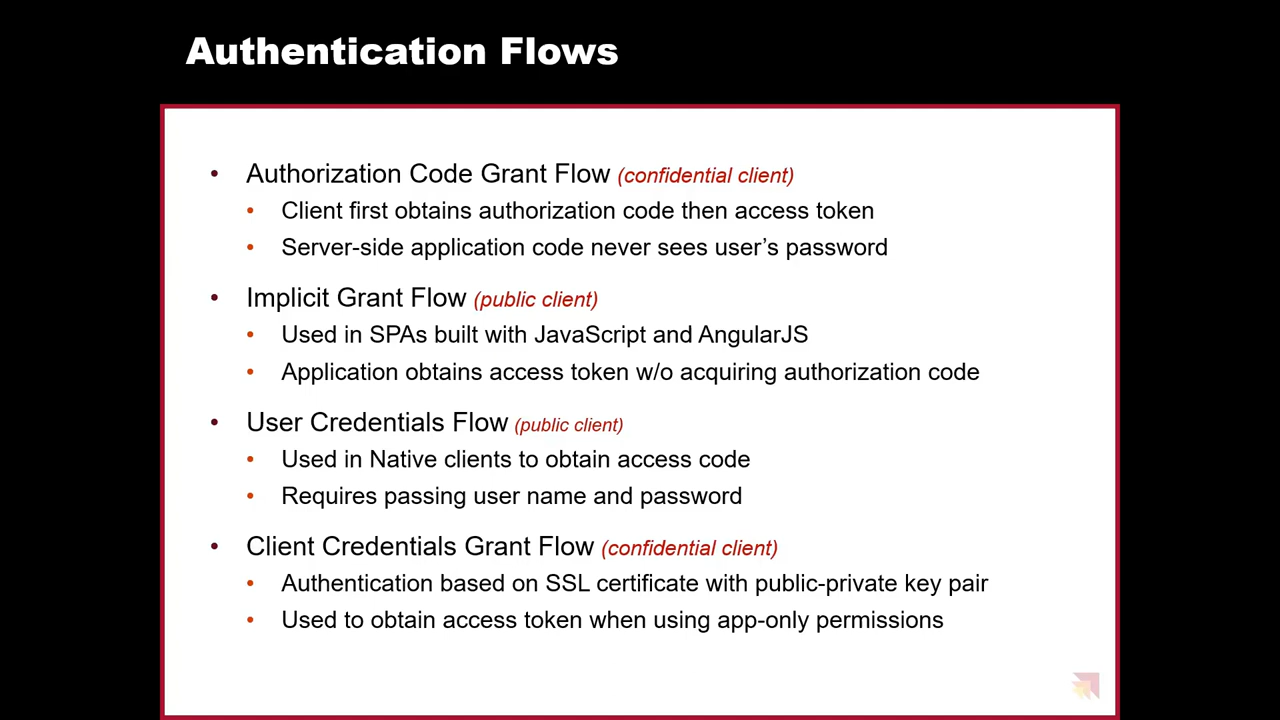 Authentication Flows
• Authorization Code Grant Flow (confidential client)
• Client first obtains authorization code then access token
• Server-side application code never sees user’s password
• Implicit Grant Flow (public client)
• Used in SPAs built with JavaScript and AngularJS
• Application obtains access token w/o acquiring authorization code
• User Credentials Flow (public client)
• Used in Native clients to obtain access code
• Requires passing user name and password
• Client Credentials Grant Flow (confidential client)
• Authentication based on SSL certificate with public-private key pair
• Used to obtain access token when using app-only permissions